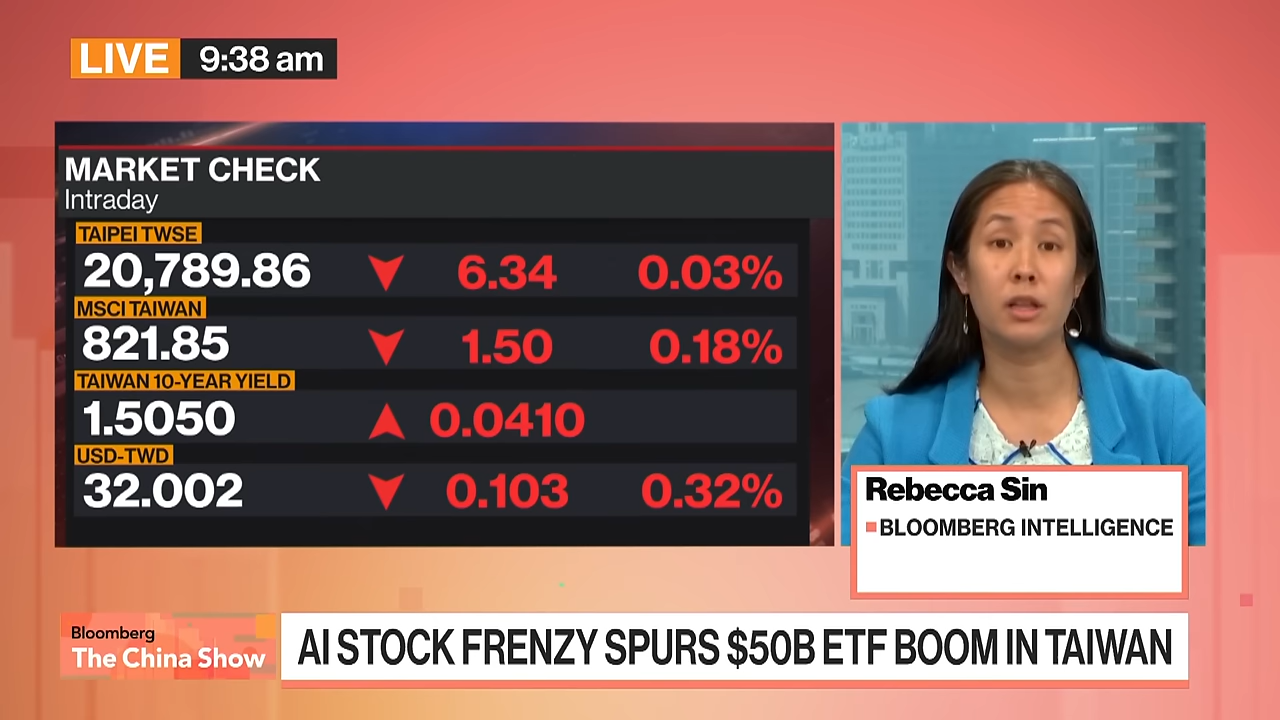 LIVE 9:38 am
MARKET CHECK
Intraday
TAIPEI TWSE
20,789.86 ▼ 6.34 0.03%
MSCI TAIWAN
821.85 ▼ 1.50 0.18%
TAIWAN 10-YEAR YIELD
1.5050 ▲ 0.0410
USD-TWD
32.002 ▼ 0.103 0.32%
Rebecca Sin
BLOOMBERG INTELLIGENCE
Bloomberg
The China Show
AI STOCK FRENZY SPURS $50B ETF BOOM IN TAIWAN